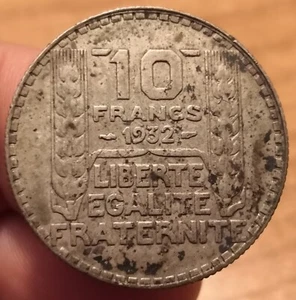 10
FRANCS
1932
LIBERTE
EGALITE
FRATERNITE